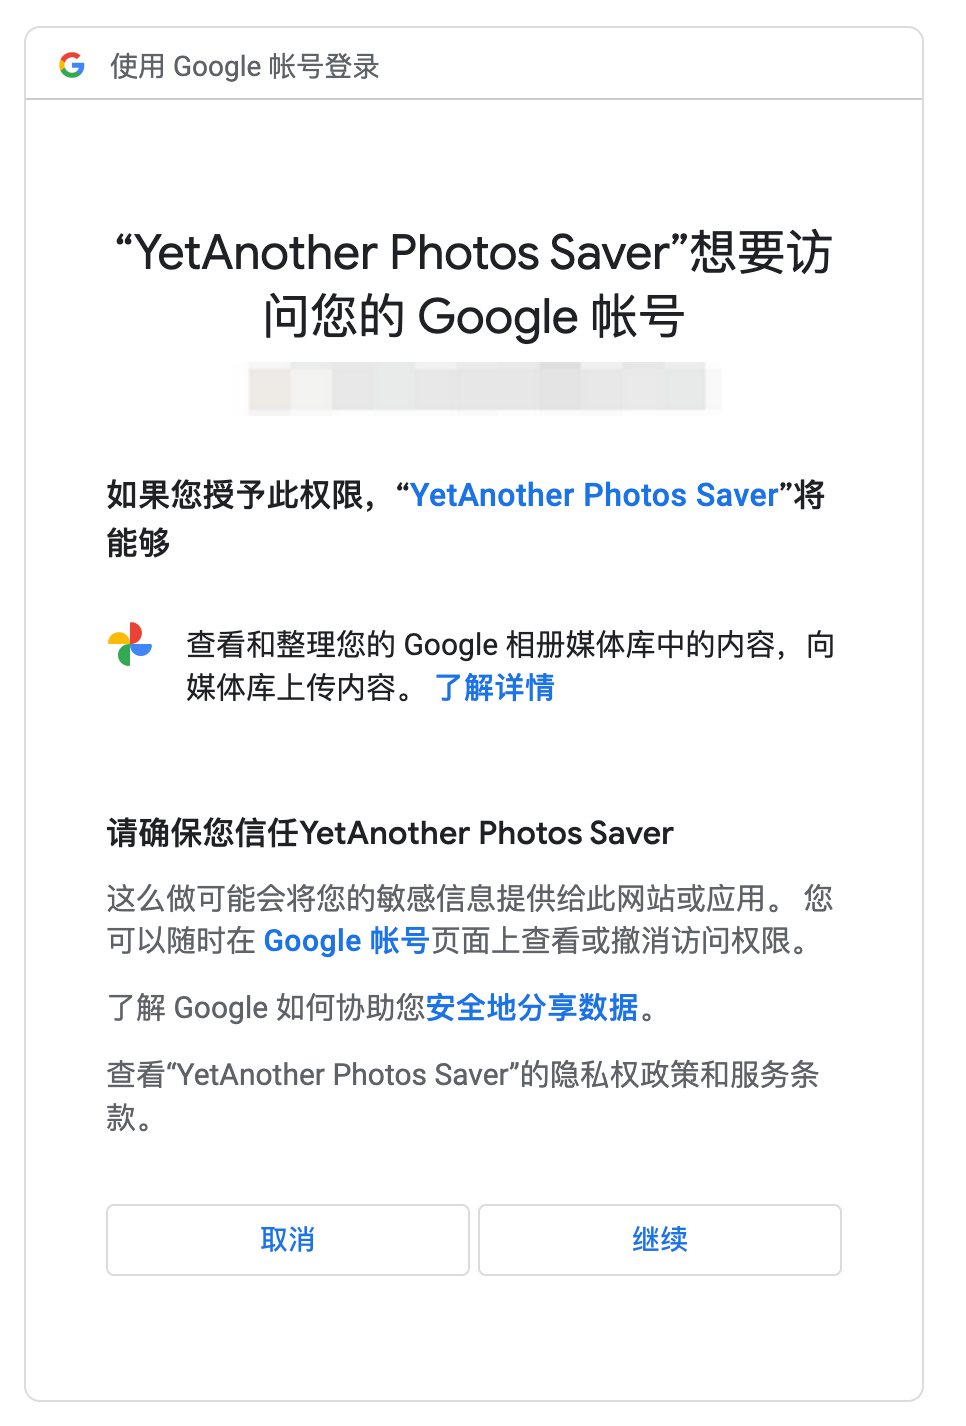 使用 Google 帐号登录
“YetAnother Photos Saver”想要访
问您的 Google 帐号
如果您授予此权限，“YetAnother Photos Saver”将
能够
查看和整理您的 Google 相册媒体库中的内容，向
媒体库上传内容。 了解详情
请确保您信任YetAnother Photos Saver
这么做可能会将您的敏感信息提供给此网站或应用。 您
可以随时在 Google 帐号页面上查看或撤消访问权限。
了解 Google 如何协助您安全地分享数据。
查看“YetAnother Photos Saver”的隐私权政策和服务条
款。
取消
继续